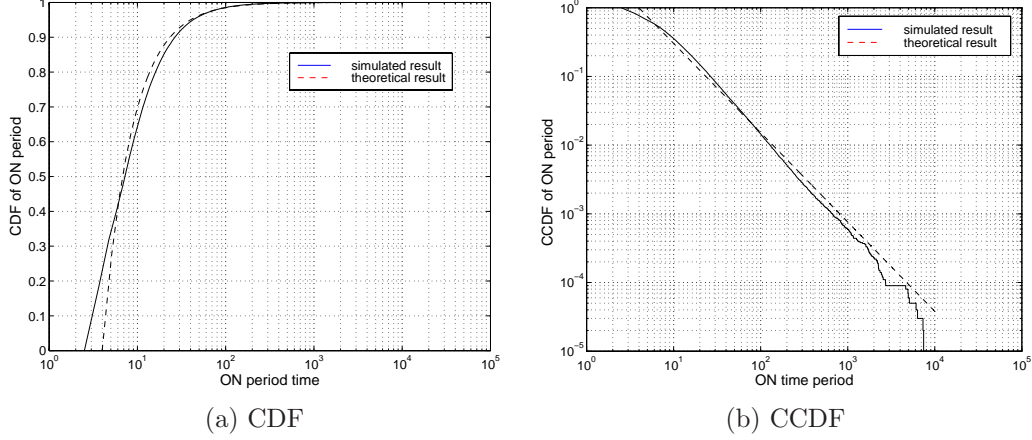 1
0.9
0.8
0.7
0.6
0.5
0.4
0.3
0.2
0.1
0
CDF of ON period
simulated result
theoretical result
10^0 10^1 10^2 10^3 10^4 10^5
ON period time
(a) CDF
10^0
10^−1
10^−2
10^−3
10^−4
10^−5
CCDF of ON period
simulated result
theoretical result
10^0 10^1 10^2 10^3 10^4 10^5
ON time period
(b) CCDF